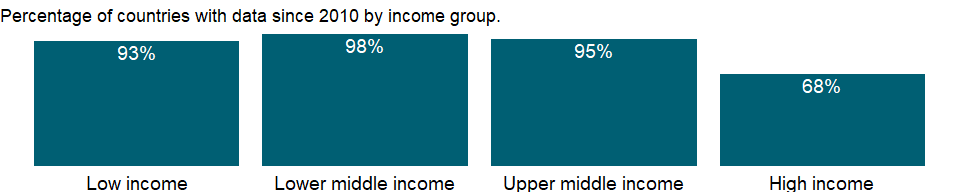 Percentage of countries with data since 2010 by income group.
93% 98% 95% 68%
Low income Lower middle income Upper middle income High income